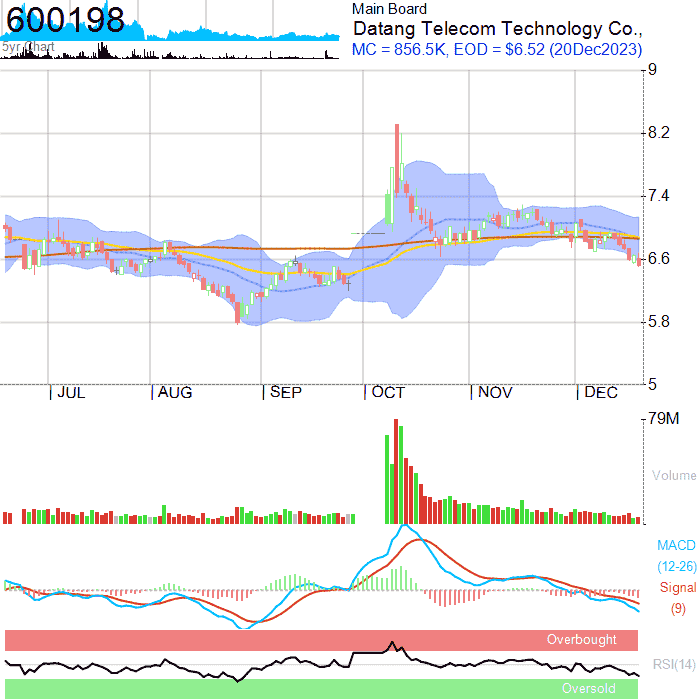 600198
5yr Chart
Main Board
Datang Telecom Technology Co.,
MC = 856.5K, EOD = $6.52 (20Dec2023)
9
8.2
7.4
6.6
5.8
5
JUL
AUG
SEP
OCT
NOV
DEC
79M
Volume
MACD
(12-26)
Signal
(9)
Overbought
RSI(14)
Oversold